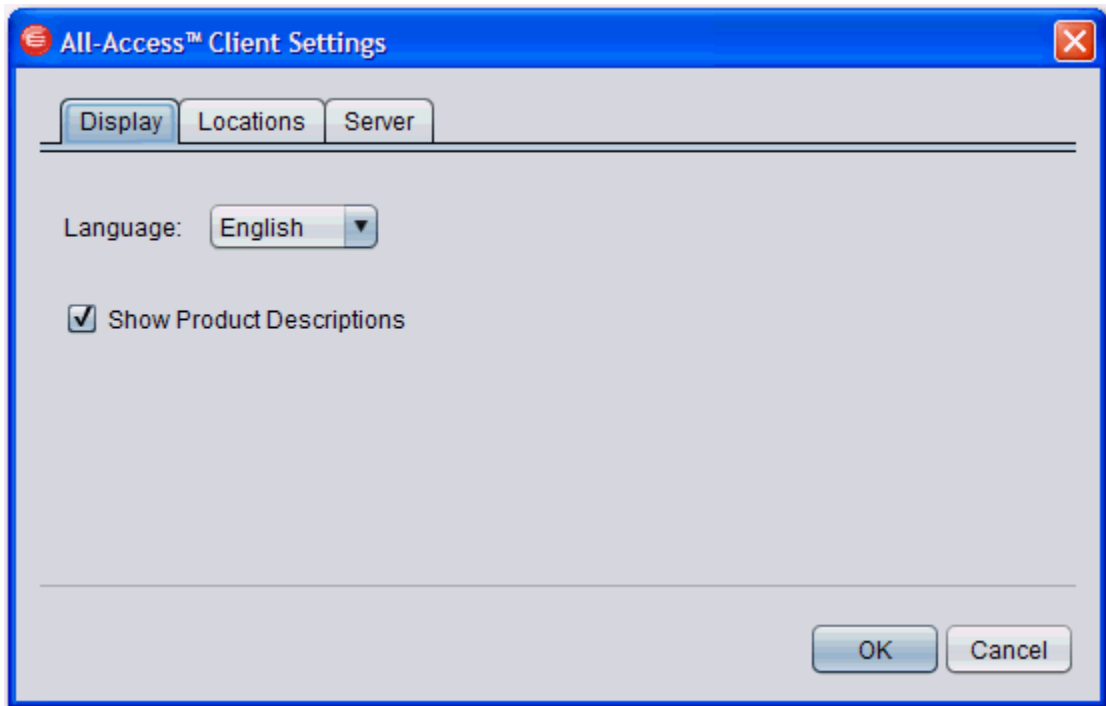 All-Access™ Client Settings
Display Locations Server
Language: English
Show Product Descriptions
OK Cancel